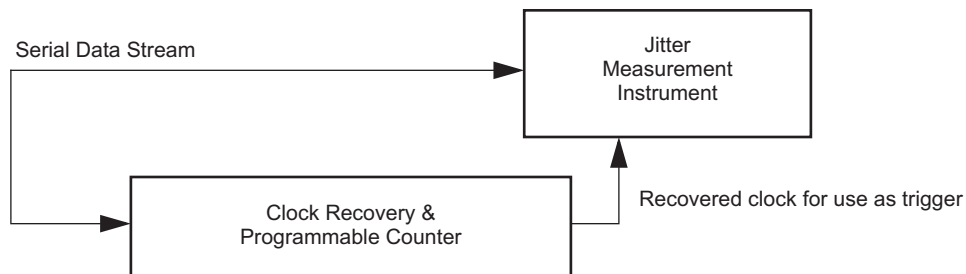 Serial Data Stream
Jitter
Measurement
Instrument
Clock Recovery &
Programmable Counter
Recovered clock for use as trigger